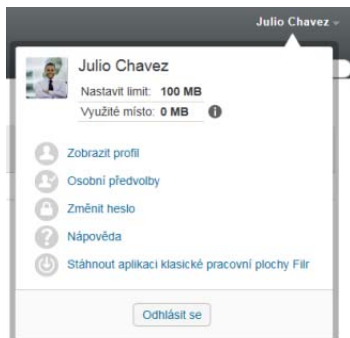 Julio Chavez
Julio Chavez
Nastavit limit: 100 MB
Využité místo: 0 MB
Zobrazit profil
Osobní předvolby
Změnit heslo
Nápověda
Stáhnout aplikaci klasické pracovní plochy Filr
Odhlásit se